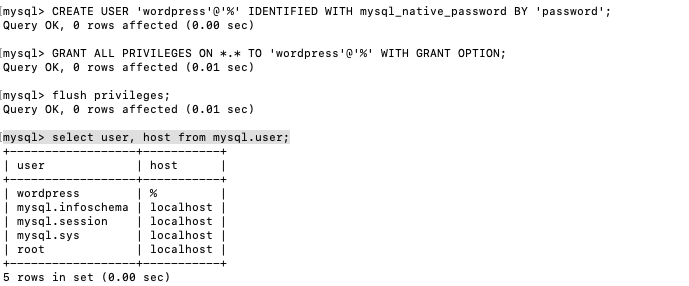 [mysql> CREATE USER 'wordpress'@'%' IDENTIFIED WITH mysql_native_password BY 'password';
Query OK, 0 rows affected (0.00 sec)
[mysql> GRANT ALL PRIVILEGES ON *.* TO 'wordpress'@'%' WITH GRANT OPTION;
Query OK, 0 rows affected (0.01 sec)
[mysql> flush privileges;
Query OK, 0 rows affected (0.01 sec)
[mysql> select user, host from mysql.user;
+------------------+-----------+
| user             | host      |
+------------------+-----------+
| wordpress        | %         |
| mysql.infoschema | localhost |
| mysql.session    | localhost |
| mysql.sys        | localhost |
| root             | localhost |
+------------------+-----------+
5 rows in set (0.00 sec)